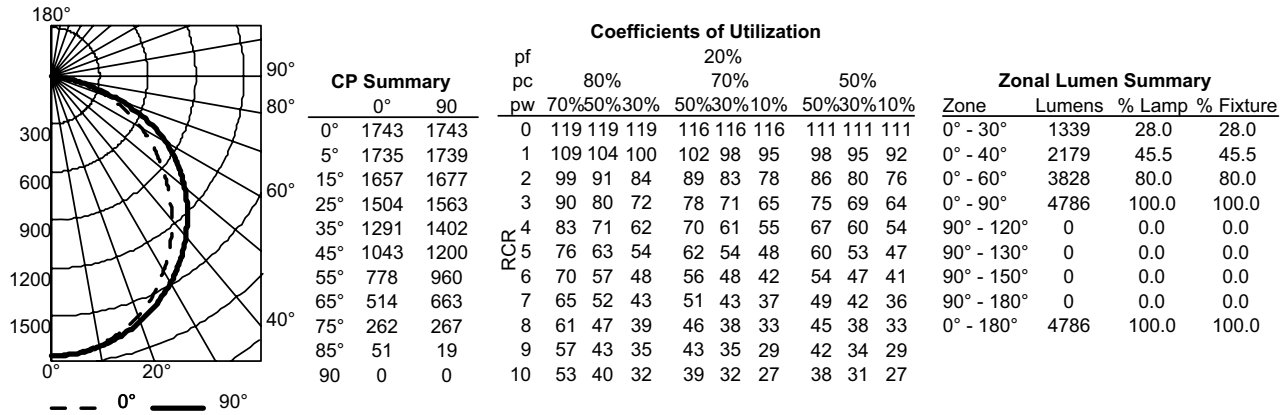 180°
90°
80°
60°
40°
300
600
900
1200
1500
0° 20°
0° 90°
CP Summary
0° 90
0° 1743 1743
5° 1735 1739
15° 1657 1677
25° 1504 1563
35° 1291 1402
45° 1043 1200
55° 778 960
65° 514 663
75° 262 267
85° 51 19
90 0 0
Coefficients of Utilization
pf 20%
pc 80% 70% 50%
pw 70%50%30% 50%30%10% 50%30%10%
RCR
0 119 119 119 116 116 116 111 111 111
1 109 104 100 102 98 95 98 95 92
2 99 91 84 89 83 78 86 80 76
3 90 80 72 78 71 65 75 69 64
4 83 71 62 70 61 55 67 60 54
5 76 63 54 62 54 48 60 53 47
6 70 57 48 56 48 42 54 47 41
7 65 52 43 51 43 37 49 42 36
8 61 47 39 46 38 33 45 38 33
9 57 43 35 43 35 29 42 34 29
10 53 40 32 39 32 27 38 31 27
Zonal Lumen Summary
Zone Lumens % Lamp % Fixture
0° - 30° 1339 28.0 28.0
0° - 40° 2179 45.5 45.5
0° - 60° 3828 80.0 80.0
0° - 90° 4786 100.0 100.0
90° - 120° 0 0.0 0.0
90° - 130° 0 0.0 0.0
90° - 150° 0 0.0 0.0
90° - 180° 0 0.0 0.0
0° - 180° 4786 100.0 100.0